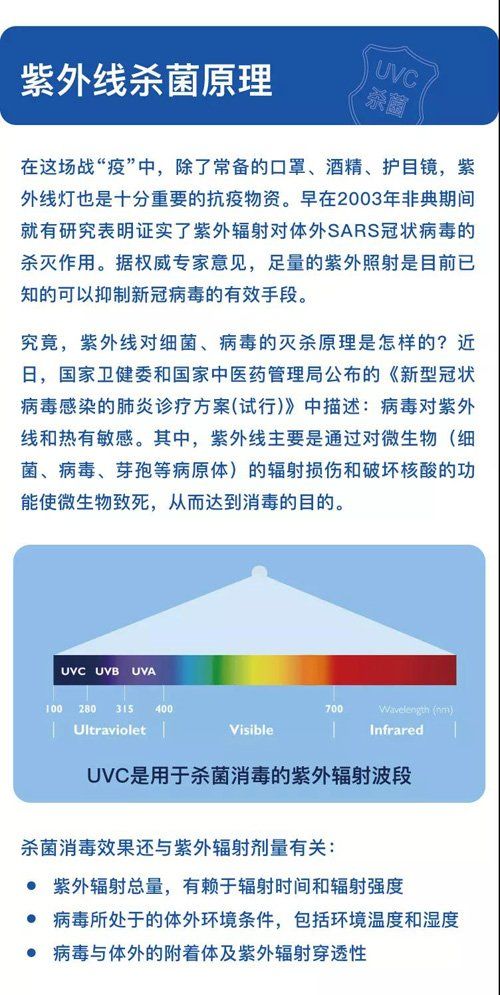 紫外线杀菌原理
UVC
杀菌
在这场战“疫”中，除了常备的口罩、酒精、护目镜，紫
外线灯也是十分重要的抗疫物资。早在2003年非典期间
就有研究表明证实了紫外辐射对体外SARS冠状病毒的
杀灭作用。据权威专家意见，足量的紫外照射是目前已
知的可以抑制新冠病毒的有效手段。
究竟，紫外线对细菌、病毒的灭杀原理是怎样的？近
日，国家卫健委和国家中医药管理局公布的《新型冠状
病毒感染的肺炎诊疗方案(试行)》中描述：病毒对紫外
线和热有敏感。其中，紫外线主要是通过对微生物（细
菌、病毒、芽孢等病原体）的辐射损伤和破坏核酸的功
能使微生物致死，从而达到消毒的目的。
UVC UVB UVA
100 280 315 400 700 Wavelength (nm)
Ultraviolet Visible Infrared
UVC是用于杀菌消毒的紫外辐射波段
杀菌消毒效果还与紫外辐射剂量有关：
• 紫外辐射总量，有赖于辐射时间和辐射强度
• 病毒所处于的体外环境条件，包括环境温度和湿度
• 病毒与体外的附着体及紫外辐射穿透性